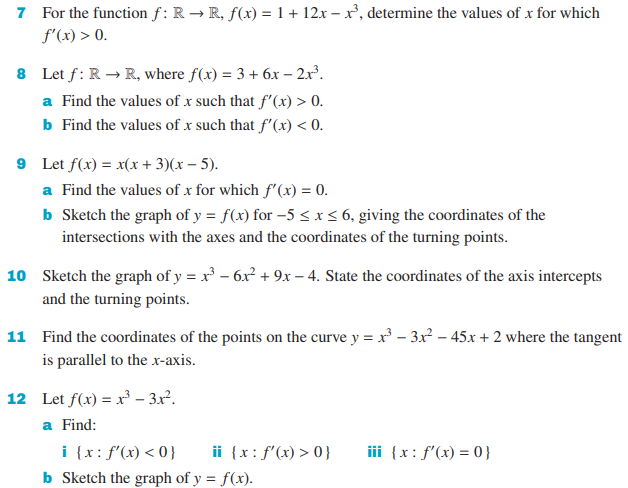 7 For the function f : ℝ → ℝ, f(x) = 1 + 12x – x³, determine the values of x for which
f′(x) > 0.
8 Let f : ℝ → ℝ, where f(x) = 3 + 6x – 2x³.
a Find the values of x such that f′(x) > 0.
b Find the values of x such that f′(x) < 0.
9 Let f(x) = x(x + 3)(x – 5).
a Find the values of x for which f′(x) = 0.
b Sketch the graph of y = f(x) for –5 ≤ x ≤ 6, giving the coordinates of the
intersections with the axes and the coordinates of the turning points.
10 Sketch the graph of y = x³ – 6x² + 9x – 4. State the coordinates of the axis intercepts
and the turning points.
11 Find the coordinates of the points on the curve y = x³ – 3x² – 45x + 2 where the tangent
is parallel to the x-axis.
12 Let f(x) = x³ – 3x².
a Find:
i {x : f′(x) < 0} ii {x : f′(x) > 0} iii {x : f′(x) = 0}
b Sketch the graph of y = f(x).